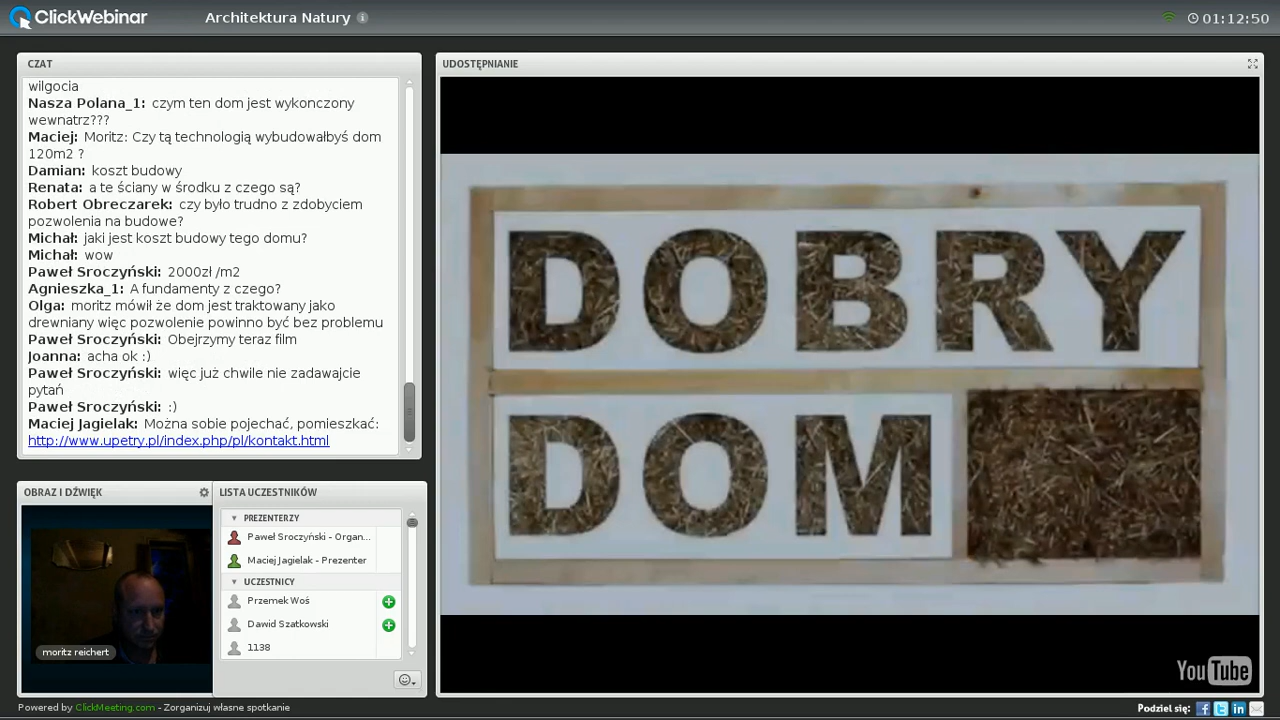 ClickWebinar
Architektura Natury
01:12:50
CZAT
wilgocia
Nasza Polana_1: czym ten dom jest wykonczony
wewnatrz???
Maciej: Moritz: Czy tą technologią wybudowałbyś dom
120m2 ?
Damian: koszt budowy
Renata: a te ściany w środku z czego są?
Robert Obreczarek: czy było trudno z zdobyciem
pozwolenia na budowe?
Michał: jaki jest koszt budowy tego domu?
Michał: wow
Paweł Sroczyński: 2000zł /m2
Agnieszka_1: A fundamenty z czego?
Olga: moritz mówił że dom jest traktowany jako
drewniany więc pozwolenie powinno być bez problemu
Paweł Sroczyński: Obejrzymy teraz film
Joanna: acha ok :)
Paweł Sroczyński: więc już chwile nie zadawajcie
pytań
Paweł Sroczyński: :)
Maciej Jagielak: Można sobie pojechać, pomieszkać:
http://www.upetry.pl/index.php/pl/kontakt.html
OBRAZ I DŹWIĘK
moritz reichert
LISTA UCZESTNIKÓW
PREZENTERZY
Paweł Sroczyński - Organ...
Maciej Jagielak - Prezenter
UCZESTNICY
Przemek Woś
Dawid Szatkowski
1138
UDOSTĘPNIANIE
DOBRY
DOM
YouTube
Powered by ClickMeeting.com - Zorganizuj własne spotkanie
Podziel się: